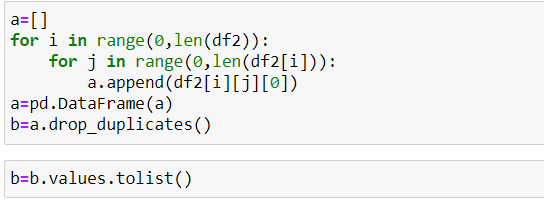 a=[]
for i in range(0,len(df2)):
    for j in range(0,len(df2[i])):
        a.append(df2[i][j][0])
a=pd.DataFrame(a)
b=a.drop_duplicates()
b=b.values.tolist()